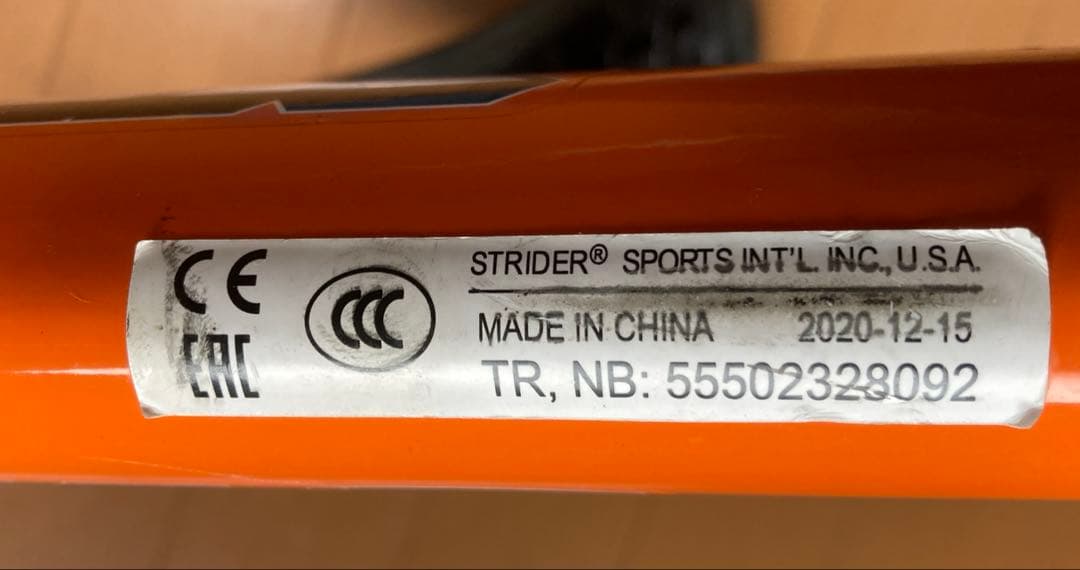 CE
EAC
CCC
STRIDER® SPORTS INT'L. INC., U.S.A.
MADE IN CHINA 2020-12-15
TR, NB: 55502328092